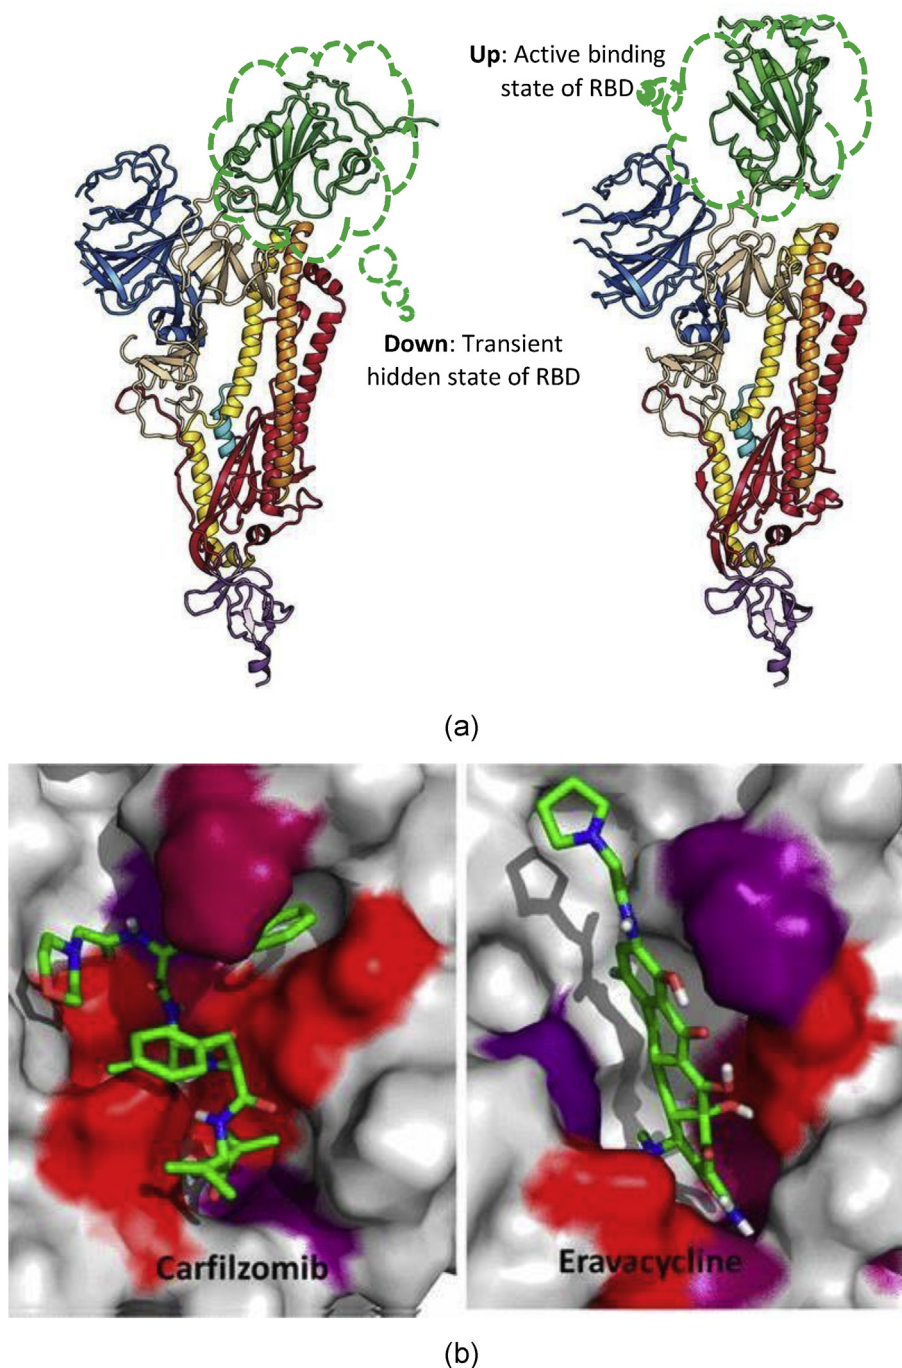 Up: Active binding
state of RBD
Down: Transient
hidden state of RBD
(a)
Carfilzomib
Eravacycline
(b)